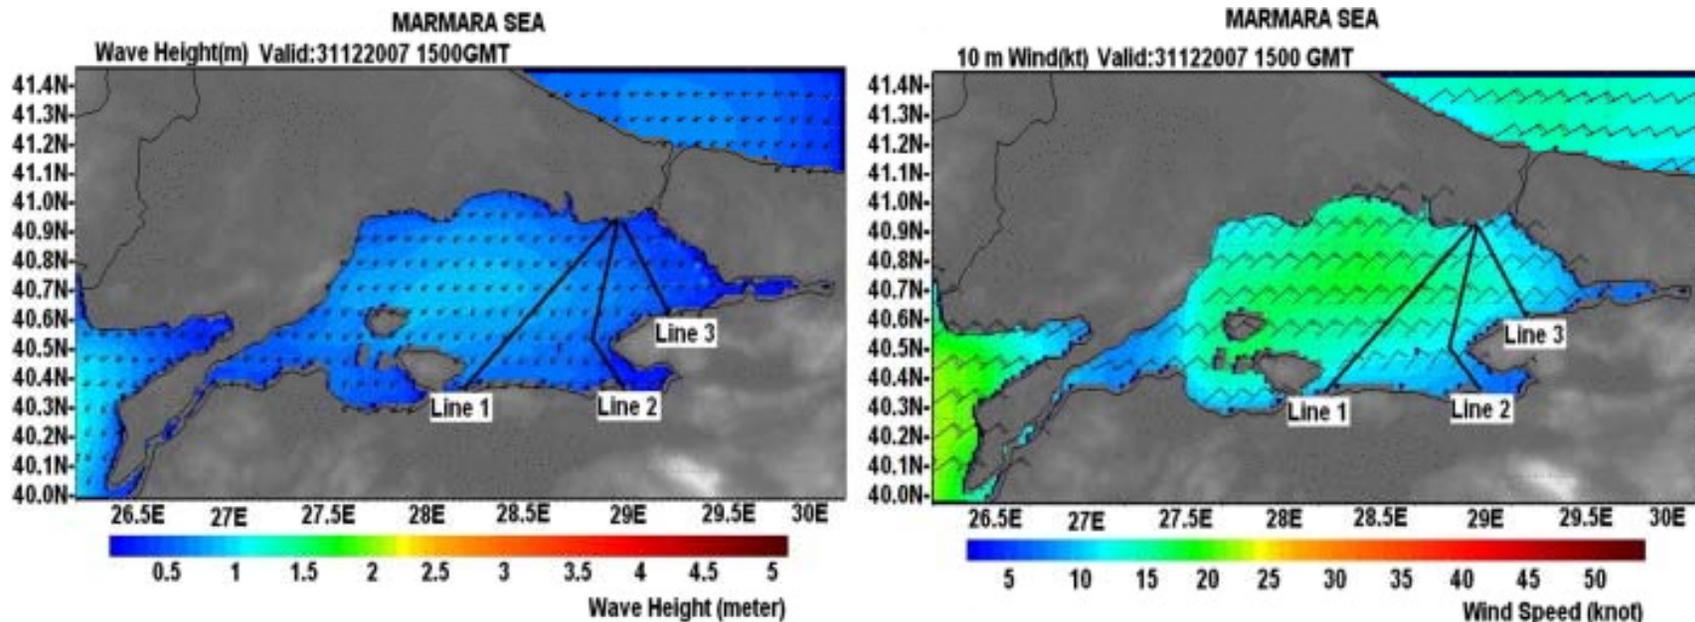 MARMARA SEA
Wave Height(m) Valid:31122007 1500GMT
41.4N
41.3N
41.2N
41.1N
41.0N
40.9N
40.8N
40.7N
40.6N
40.5N
40.4N
40.3N
40.2N
40.1N
40.0N
Line 3
Line 1
Line 2
26.5E 27E 27.5E 28E 28.5E 29E 29.5E 30E
0.5 1 1.5 2 2.5 3 3.5 4 4.5 5
Wave Height (meter)
MARMARA SEA
10 m Wind(kt) Valid:31122007 1500 GMT
41.4N
41.3N
41.2N
41.1N
41.0N
40.9N
40.8N
40.7N
40.6N
40.5N
40.4N
40.3N
40.2N
40.1N
40.0N
Line 3
Line 1
Line 2
26.5E 27E 27.5E 28E 28.5E 29E 29.5E 30E
5 10 15 20 25 30 35 40 45 50
Wind Speed (knot)